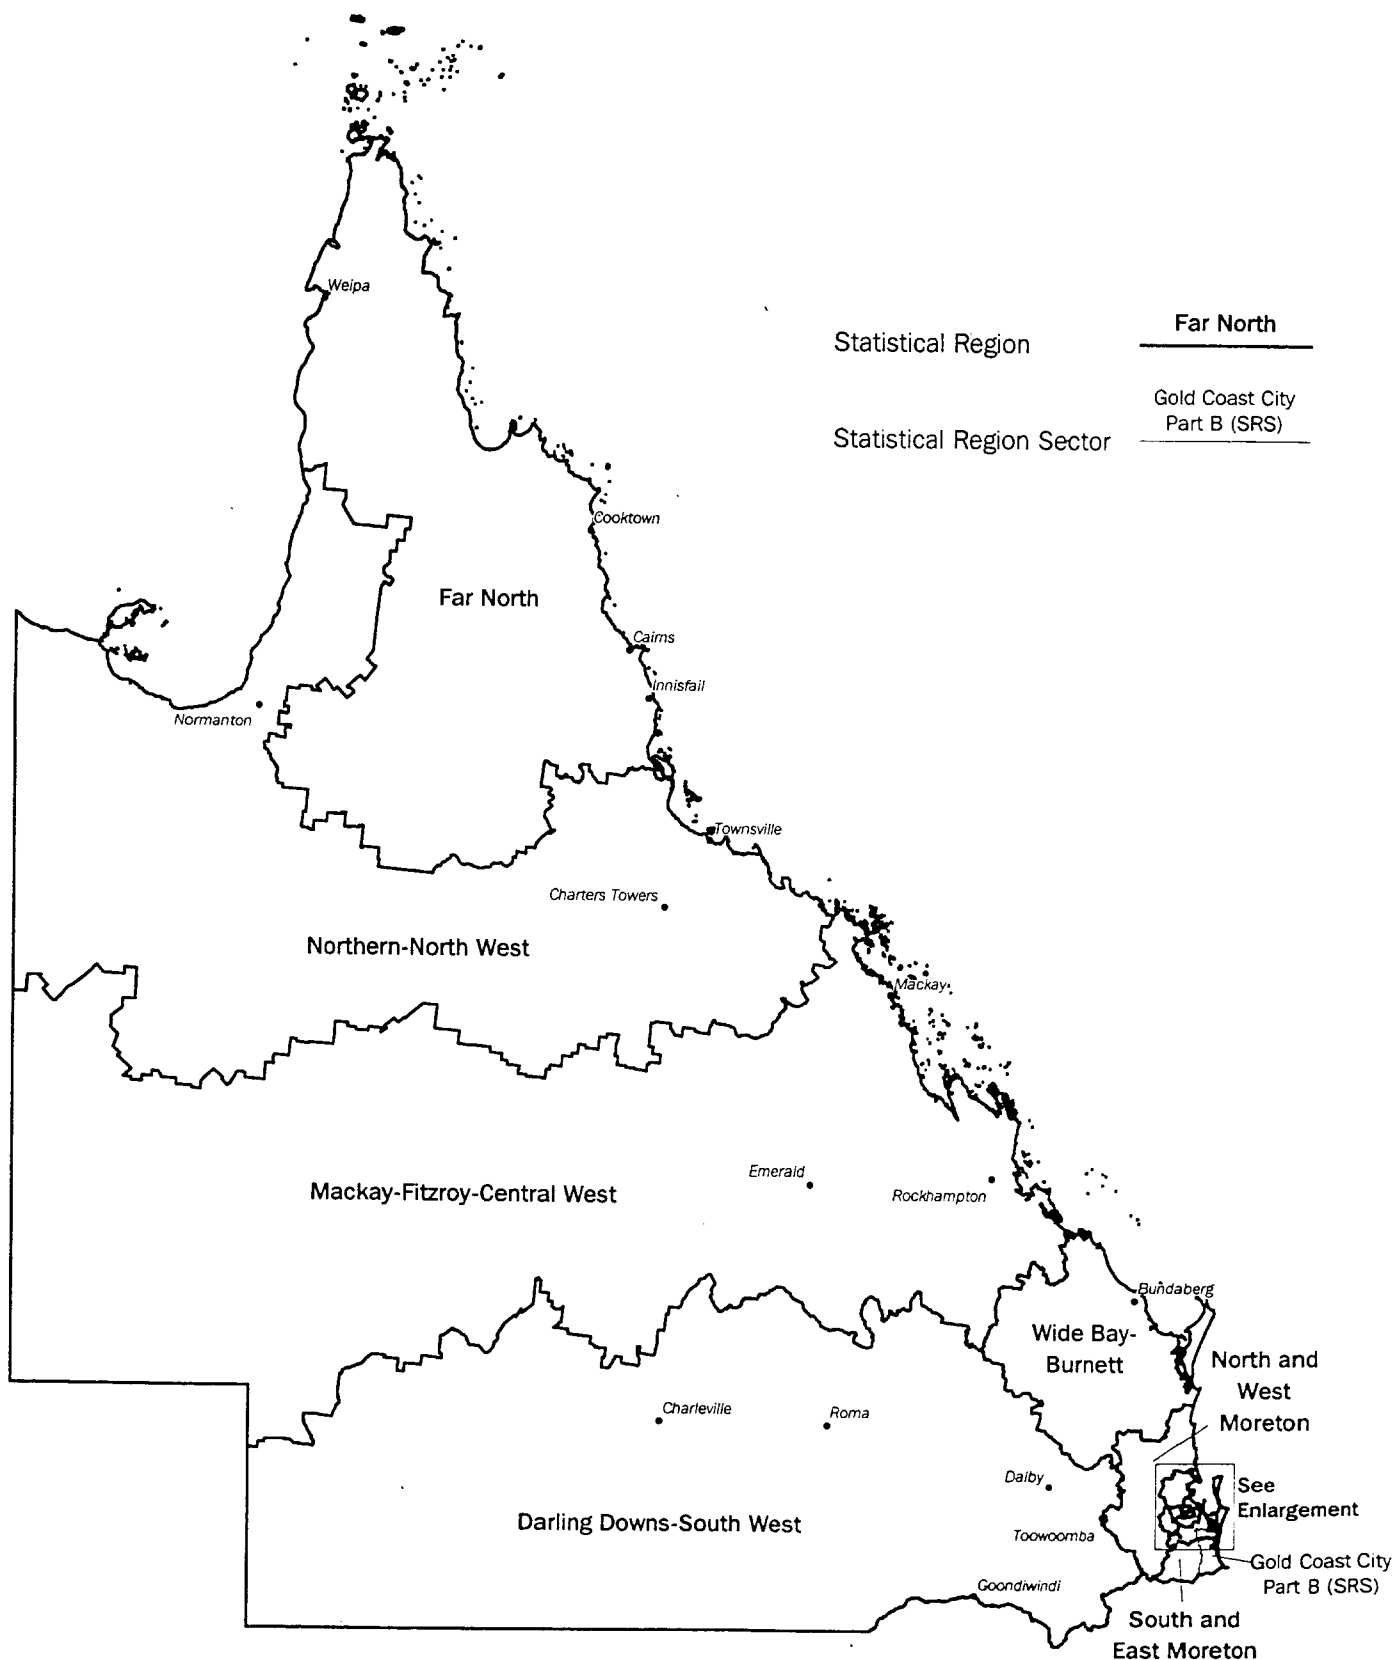 Weipa
Far North
Statistical Region
Gold Coast City
Part B (SRS)
Statistical Region Sector
Cooktown
Far North
Cairns
Innisfail
Normanton
Townsville
Charters Towers
Northern-North West
Mackay
Emerald
Mackay-Fitzroy-Central West
Rockhampton
Bundaberg
Wide Bay-
Burnett
North and
West
Moreton
Charleville
Roma
Dalby
See
Enlargement
Darling Downs-South West
Toowoomba
Gold Coast City
Part B (SRS)
Goondiwindi
South and
East Moreton